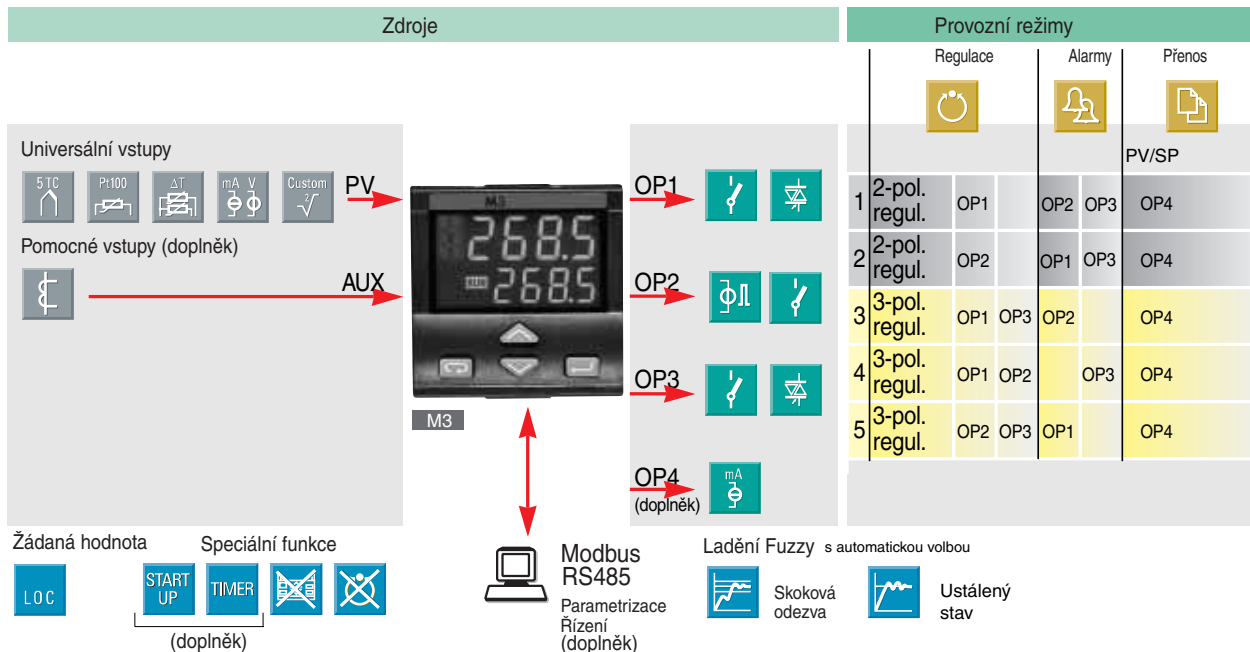 Zdroje
Provozní režimy
Regulace
Alarmy
Přenos
Universální vstupy
5 TC
Pt100
ΔT
mA V
Custom
PV
Pomocné vstupy (doplněk)
AUX
M3
268.5
268.5
M3
OP1
OP2
OP3
OP4
(doplněk)
mA
PV/SP
1 2-pol. regul. OP1 OP2 OP3 OP4
2 2-pol. regul. OP2 OP1 OP3 OP4
3 3-pol. regul. OP1 OP3 OP2 OP4
4 3-pol. regul. OP1 OP2 OP3 OP4
5 3-pol. regul. OP2 OP3 OP1 OP4
Žádaná hodnota
LOC
Speciální funkce
START UP
TIMER
(doplněk)
Modbus
RS485
Parametrizace
Řízení
(doplněk)
Ladění Fuzzy s automatickou volbou
Skoková
odezva
Ustálený
stav